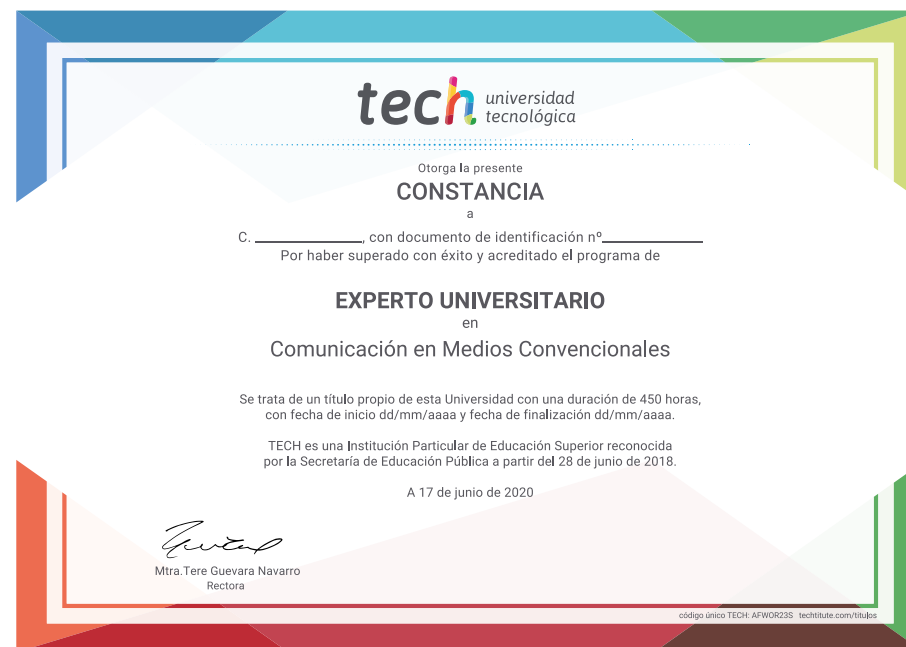 tech universidad
tecnológica
Otorga la presente
CONSTANCIA
a
C. ____________, con documento de identificación nº____________
Por haber superado con éxito y acreditado el programa de
EXPERTO UNIVERSITARIO
en
Comunicación en Medios Convencionales
Se trata de un título propio de esta Universidad con una duración de 450 horas,
con fecha de inicio dd/mm/aaaa y fecha de finalización dd/mm/aaaa.
TECH es una Institución Particular de Educación Superior reconocida
por la Secretaría de Educación Pública a partir del 28 de junio de 2018.
A 17 de junio de 2020
Mtra.Tere Guevara Navarro
Rectora
código único TECH: AFWOR23S techtitute.com/titulos